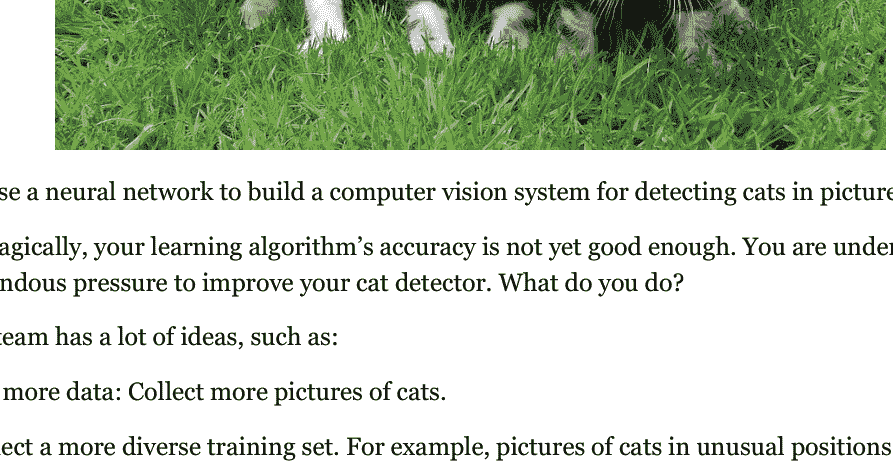 se a neural network to build a computer vision system for detecting cats in picture
agically, your learning algorithm’s accuracy is not yet good enough. You are under
ndous pressure to improve your cat detector. What do you do?
team has a lot of ideas, such as:
more data: Collect more pictures of cats.
lect a more diverse training set. For example, pictures of cats in unusual positions